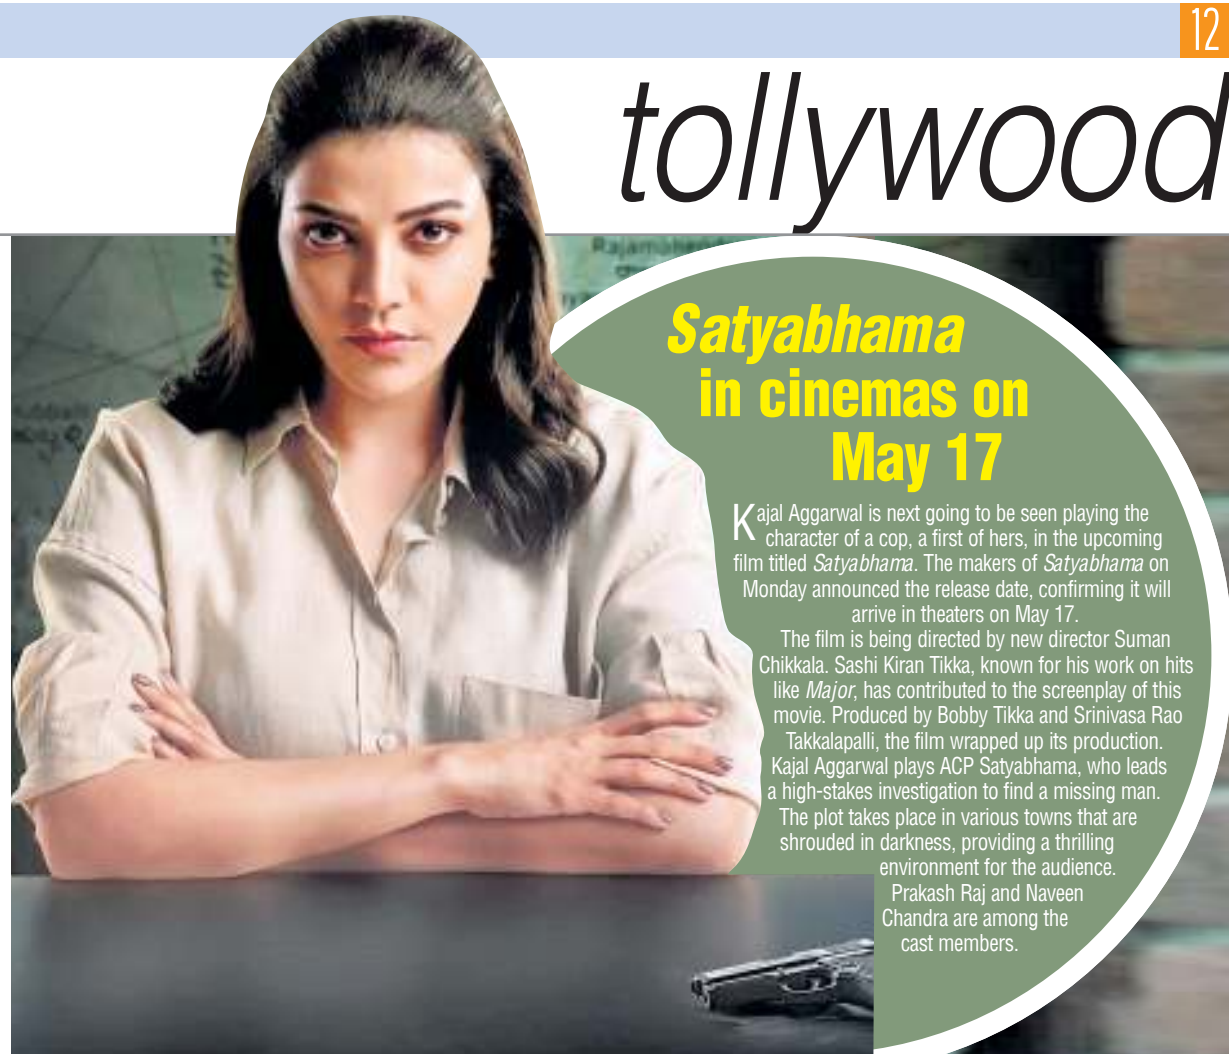 12
tollywood
Rajamahend
Satyabhama
in cinemas on
May 17
Kajal Aggarwal is next going to be seen playing the
character of a cop, a first of hers, in the upcoming
film titled Satyabhama. The makers of Satyabhama on
Monday announced the release date, confirming it will
arrive in theaters on May 17.
The film is being directed by new director Suman
Chikkala. Sashi Kiran Tikka, known for his work on hits
like Major, has contributed to the screenplay of this
movie. Produced by Bobby Tikka and Srinivasa Rao
Takkalapalli, the film wrapped up its production.
Kajal Aggarwal plays ACP Satyabhama, who leads
a high-stakes investigation to find a missing man.
The plot takes place in various towns that are
shrouded in darkness, providing a thrilling
environment for the audience.
Prakash Raj and Naveen
Chandra are among the
cast members.